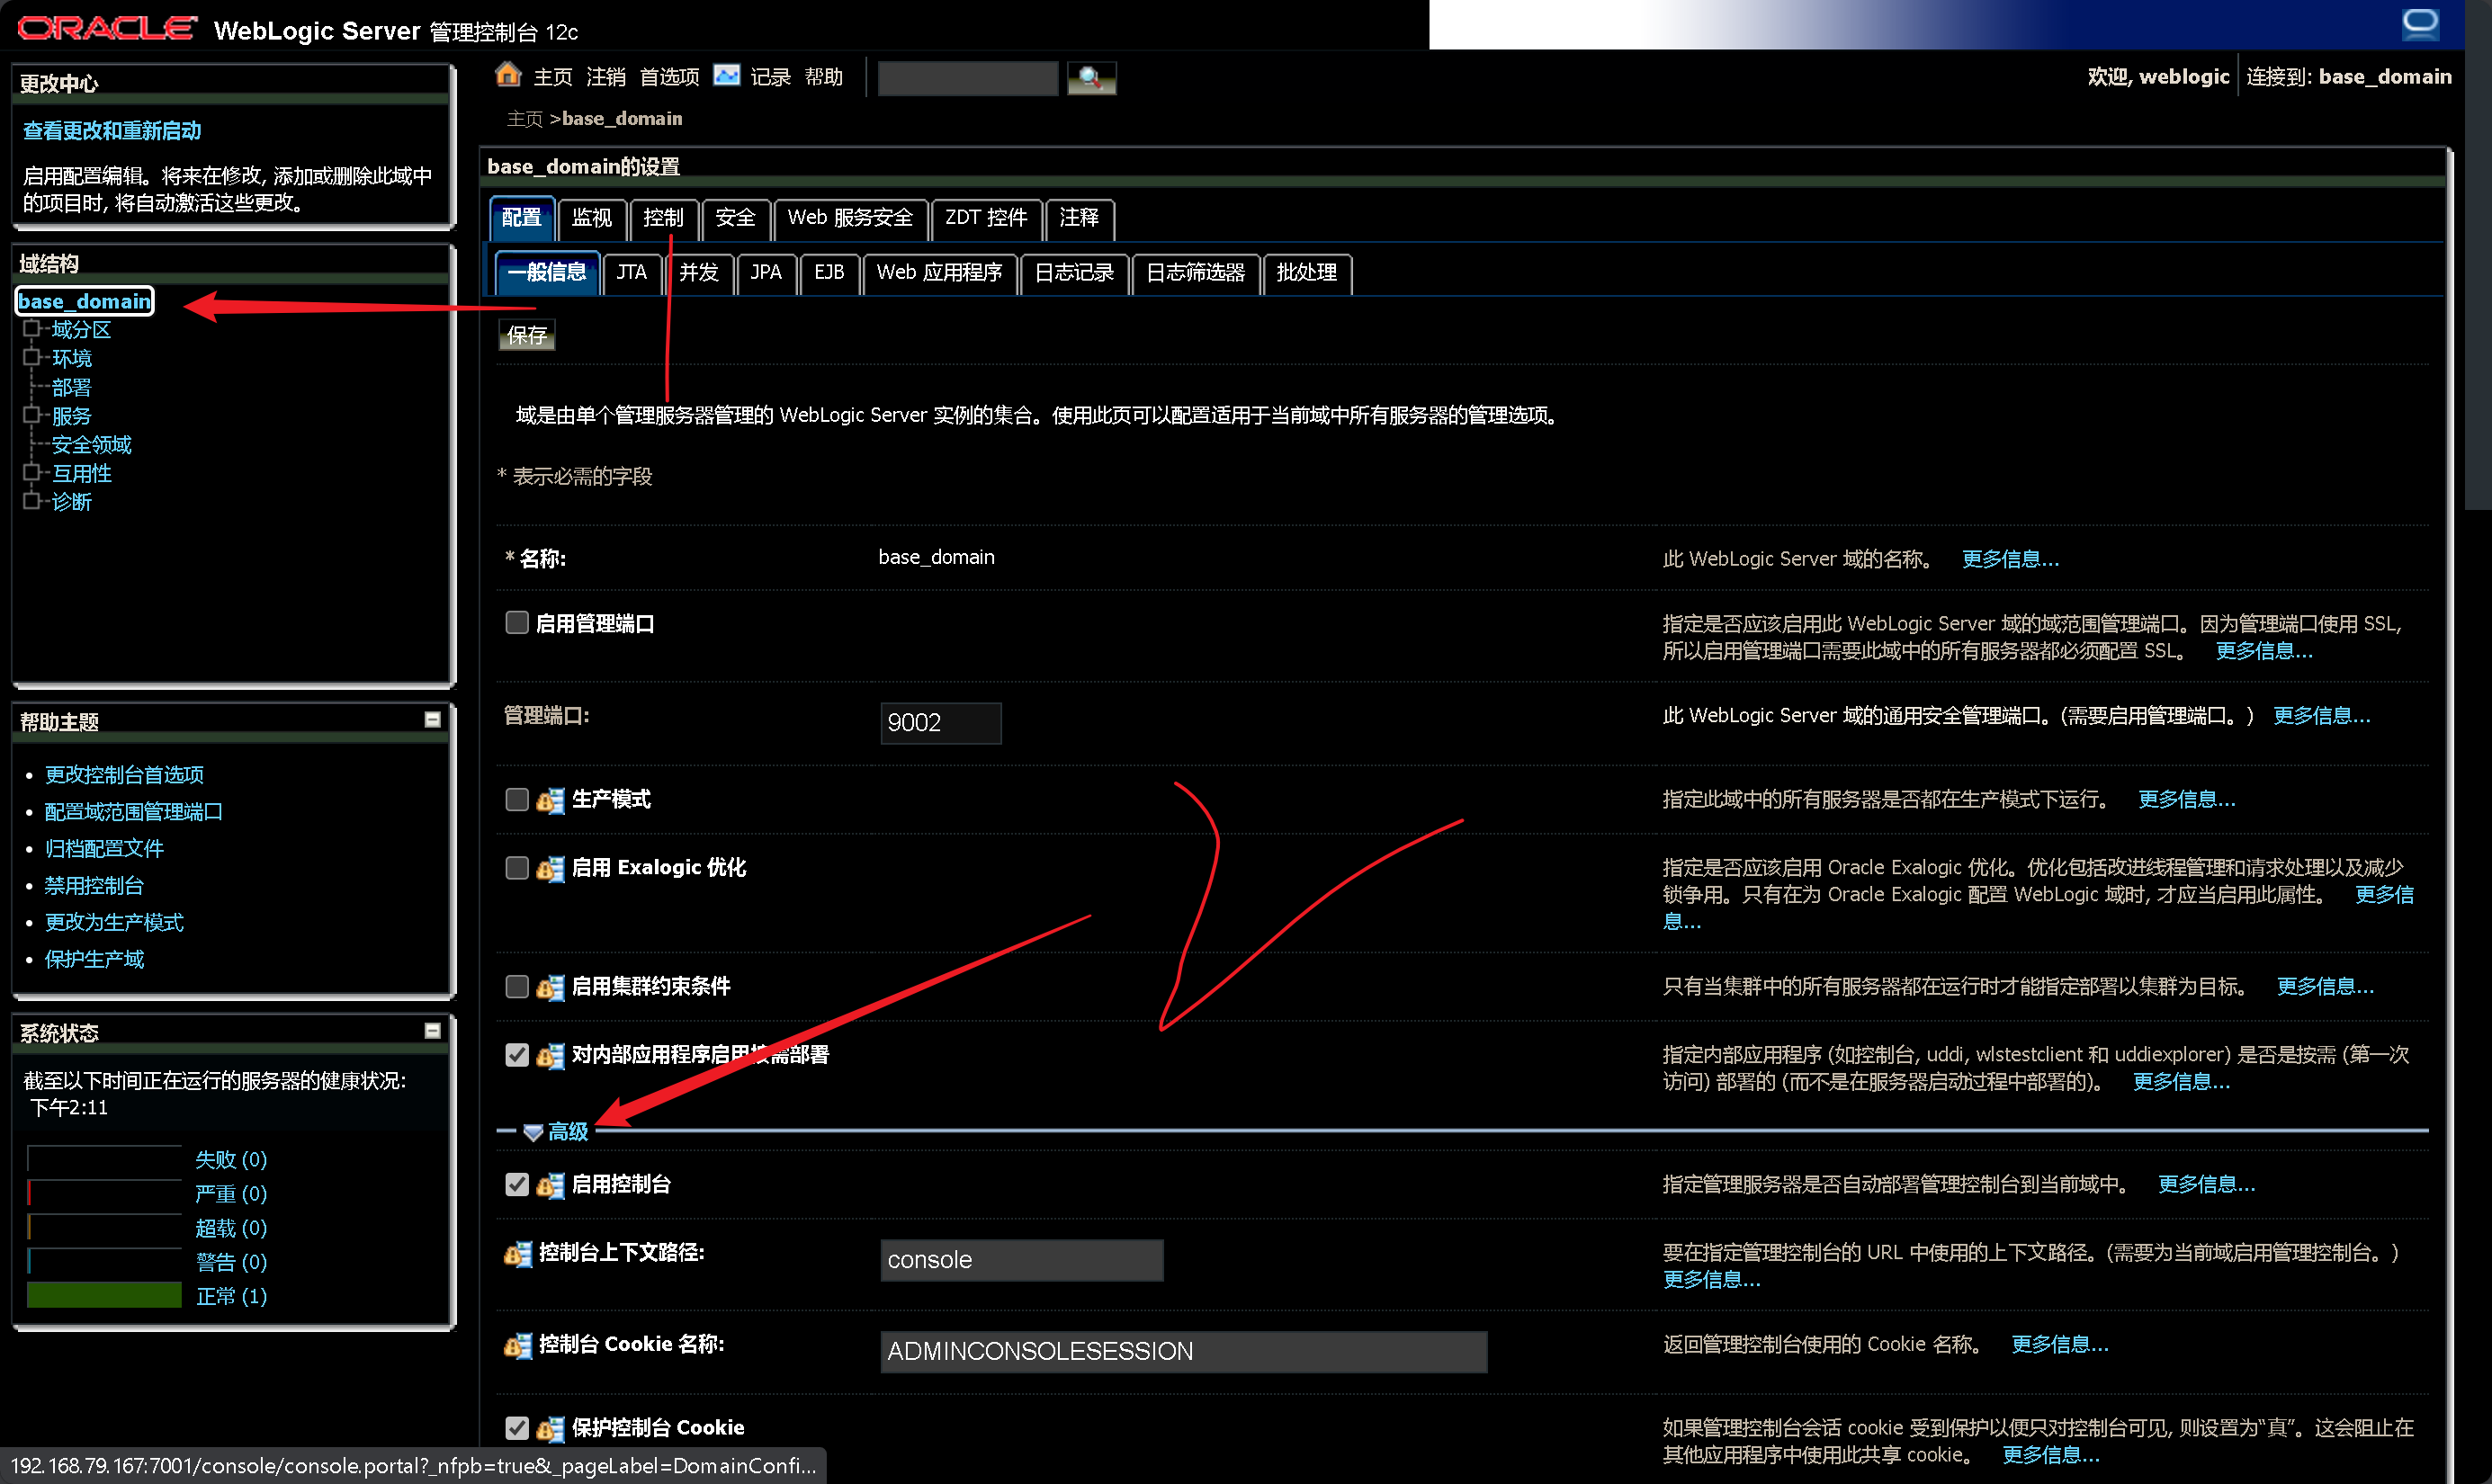 ORACLE WebLogic Server 管理控制台 12c
更改中心
查看更改和重新启动
启用配置编辑。将来在修改, 添加或删除此域中
的项目时, 将自动激活这些更改。
域结构
base_domain
域分区
环境
部署
服务
安全领域
互用性
诊断
帮助主题
更改控制台首选项
配置域范围管理端口
归档配置文件
禁用控制台
更改为生产模式
保护生产域
系统状态
截至以下时间正在运行的服务器的健康状况:
下午2:11
失败 (0)
严重 (0)
超载 (0)
警告 (0)
正常 (1)
主页 注销 首选项 记录 帮助
欢迎, weblogic 连接到: base_domain
主页 >base_domain
base_domain的设置
配置 监视 控制 安全 Web 服务安全 ZDT 控件 注释
一般信息 JTA 并发 JPA EJB Web 应用程序 日志记录 日志筛选器 批处理
保存
域是由单个管理服务器管理的 WebLogic Server 实例的集合。使用此页可以配置适用于当前域中所有服务器的管理选项。
* 表示必需的字段
* 名称: base_domain 此 WebLogic Server 域的名称。 更多信息...
启用管理端口 指定是否应该启用此 WebLogic Server 域的域范围管理端口。因为管理端口使用 SSL,
所以启用管理端口需要此域中的所有服务器都必须配置 SSL。 更多信息...
管理端口: 9002 此 WebLogic Server 域的通用安全管理端口。(需要启用管理端口。) 更多信息...
生产模式 指定此域中的所有服务器是否都在生产模式下运行。 更多信息...
启用 Exalogic 优化 指定是否应该启用 Oracle Exalogic 优化。优化包括改进线程管理和请求处理以及减少
锁争用。只有在为 Oracle Exalogic 配置 WebLogic 域时, 才应当启用此属性。 更多信
息...
启用集群约束条件 只有当集群中的所有服务器都在运行时才能指定部署以集群为目标。 更多信息...
对内部应用程序启用按需部署 指定内部应用程序 (如控制台, uddi, wlstestclient 和 uddiexplorer) 是否是按需 (第一次
访问) 部署的 (而不是在服务器启动过程中部署的)。 更多信息...
高级
启用控制台 指定管理服务器是否自动部署管理控制台到当前域中。 更多信息...
控制台上下文路径: console 要在指定管理控制台的 URL 中使用的上下文路径。(需要为当前域启用管理控制台。)
更多信息...
控制台 Cookie 名称: ADMINCONSOLESESSION 返回管理控制台使用的 Cookie 名称。 更多信息...
保护控制台 Cookie 如果管理控制台会话 cookie 受到保护以便只对控制台可见, 则设置为“真”。这会阻止在
其他应用程序中使用此共享 cookie。 更多信息...
192.168.79.167:7001/console/console.portal?_nfpb=true&_pageLabel=DomainConfi...